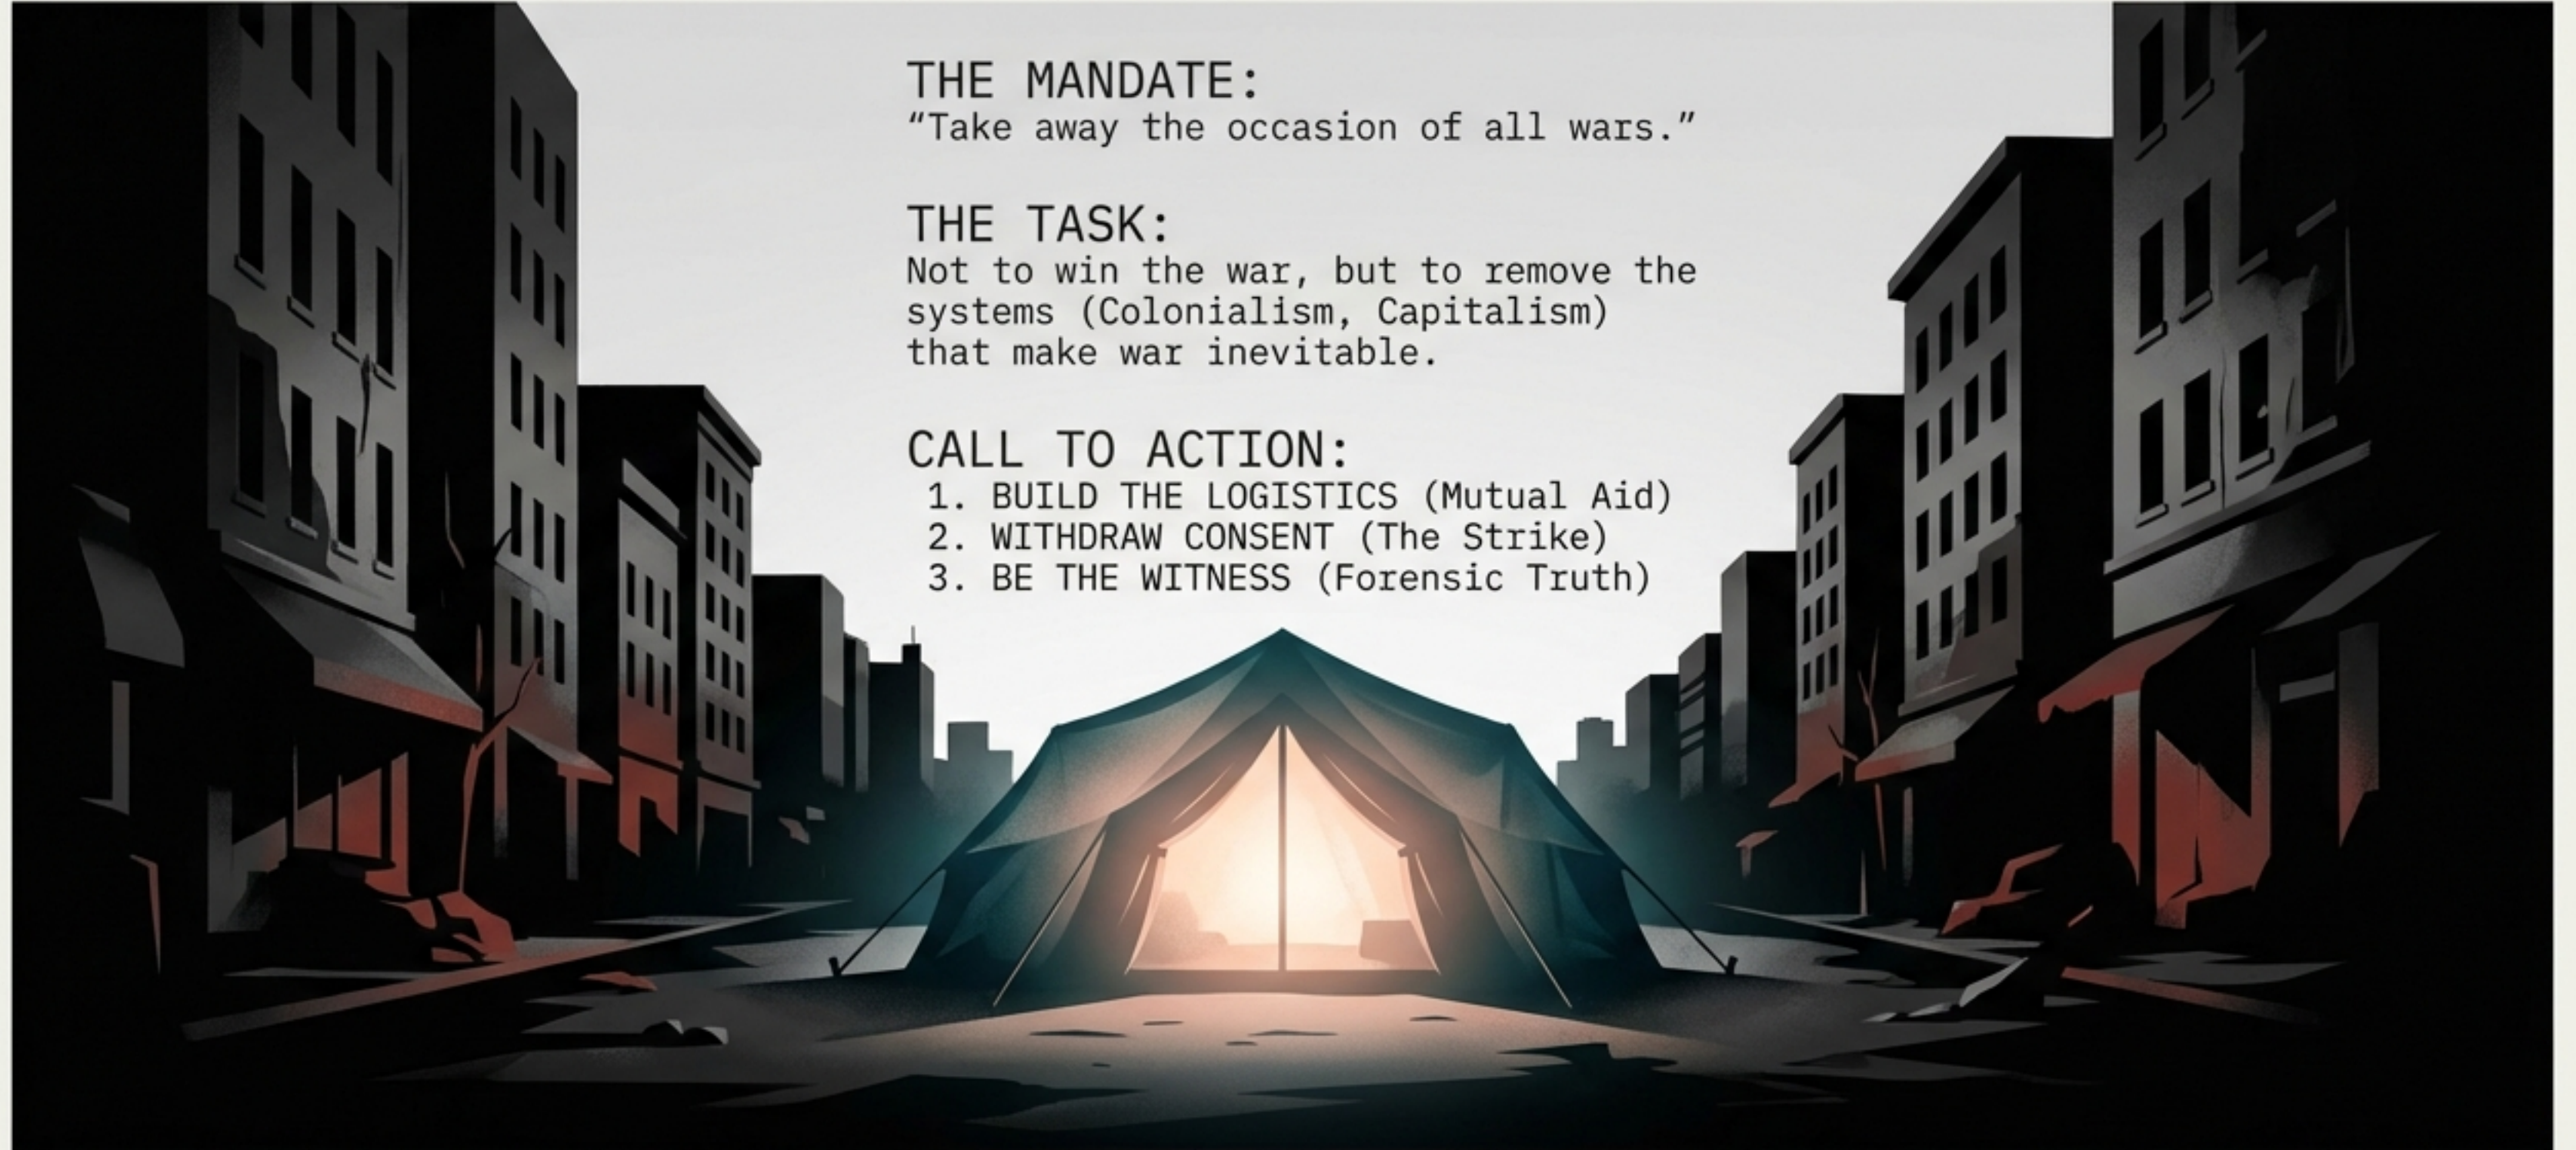 THE MANDATE:
“Take away the occasion of all wars.”
THE TASK:
Not to win the war, but to remove the
systems (Colonialism, Capitalism)
that make war inevitable.
CALL TO ACTION:
1. BUILD THE LOGISTICS (Mutual Aid)
2. WITHDRAW CONSENT (The Strike)
3. BE THE WITNESS (Forensic Truth)